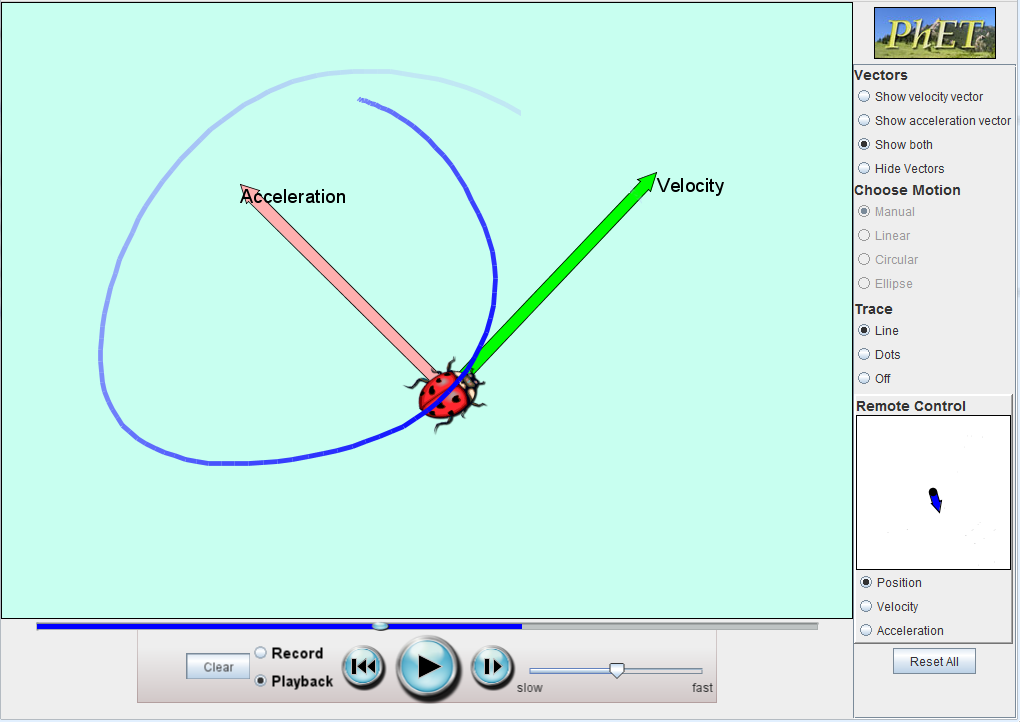 PhET
Vectors
Show velocity vector
Show acceleration vector
Show both
Hide Vectors
Choose Motion
Manual
Linear
Circular
Ellipse
Trace
Line
Dots
Off
Remote Control
Position
Velocity
Acceleration
Reset All
Acceleration
Velocity
Clear
Record
Playback
slow
fast